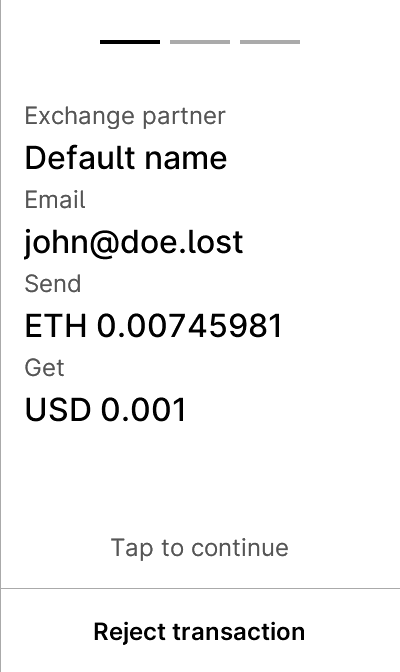 Exchange partner
Default name
Email
john@doe.lost
Send
ETH 0.00745981
Get
USD 0.001
Tap to continue
Reject transaction